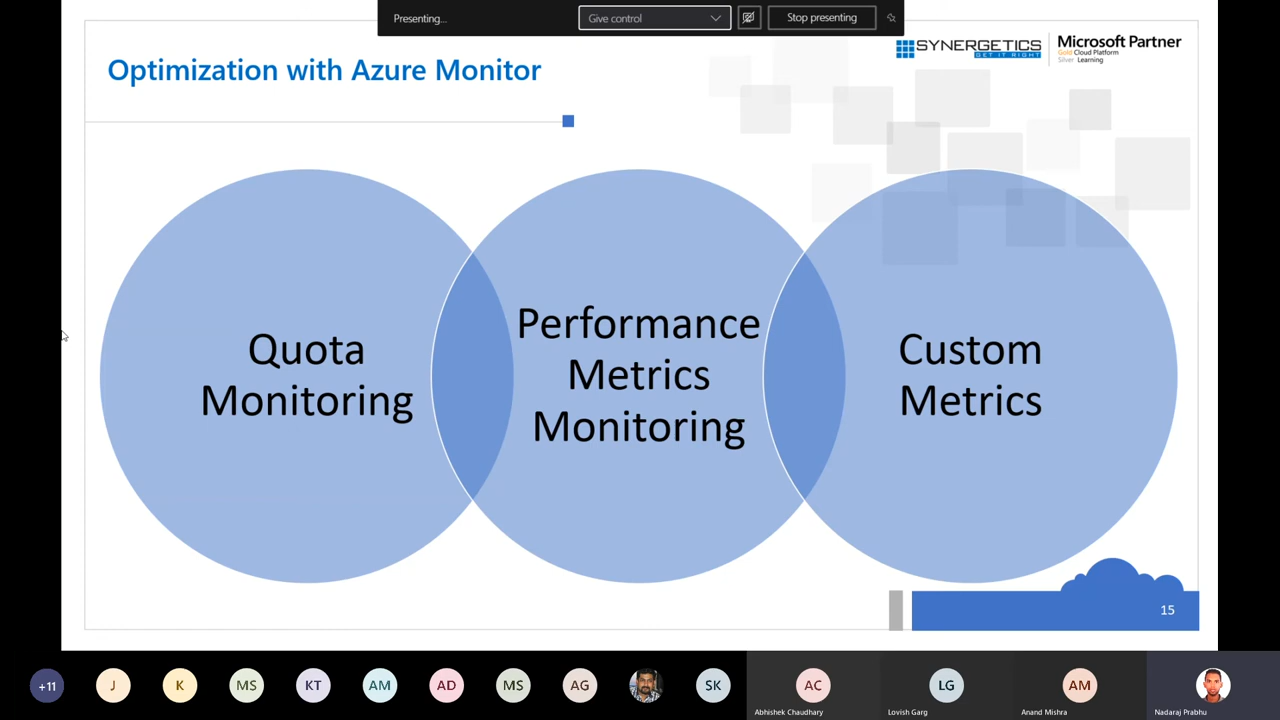 Presenting...
Give control
Stop presenting
Optimization with Azure Monitor
SYNERGETICS
GET IT RIGHT
Microsoft Partner
Gold Cloud Platform
Silver Learning
Quota
Monitoring
Performance
Metrics
Monitoring
Custom
Metrics
15
+11
J
K
MS
KT
AM
AD
MS
AG
SK
AC
LG
AM
Abhishek Chaudhary
Lovish Garg
Anand Mishra
Nadaraj Prabhu